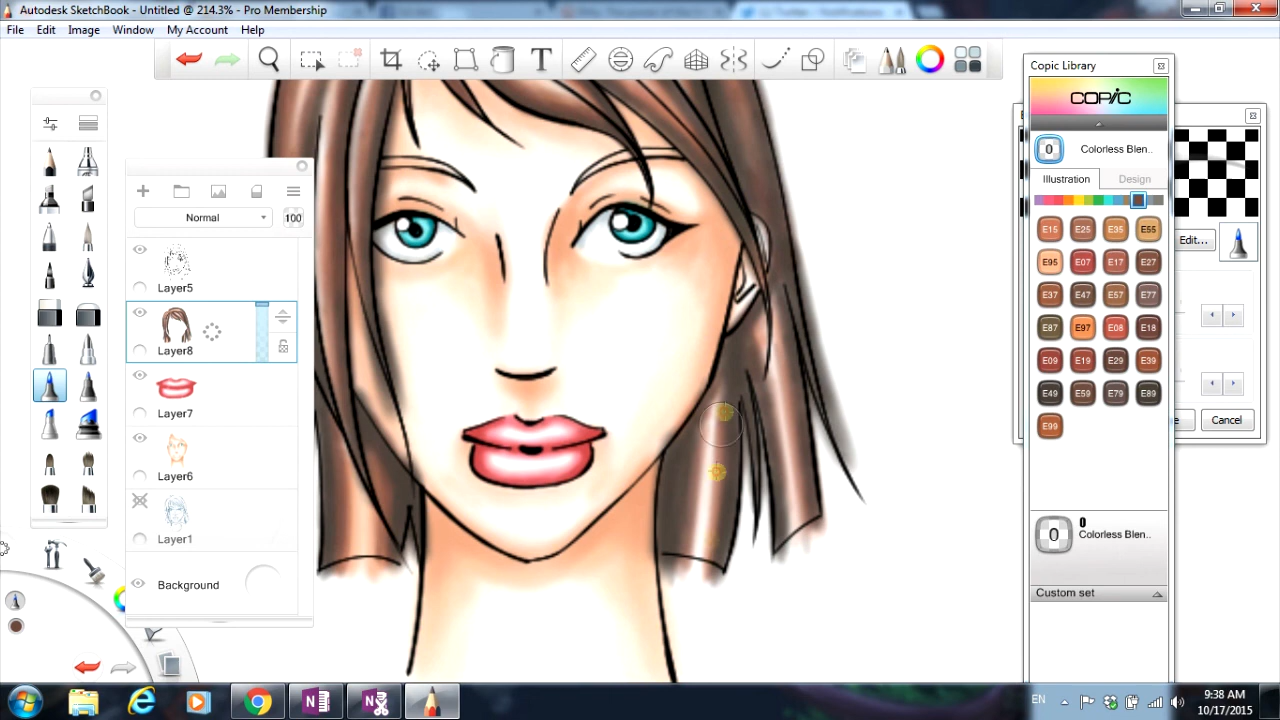 Autodesk SketchBook - Untitled @ 214.3% - Pro Membership
File Edit Image Window My Account Help
T
Copic Library
COPIC
0 Colorless Blen..
Illustration Design
E15 E25 E35 E55
E95 E07 E17 E27
E37 E47 E57 E77
E87 E97 E08 E18
E09 E19 E29 E39
E49 E59 E79 E89
E99
0 0
Colorless Blen..
Custom set
Edit...
Cancel
Normal 100
Layer5
Layer8
Layer7
Layer6
Layer1
Background
EN
9:38 AM
10/17/2015